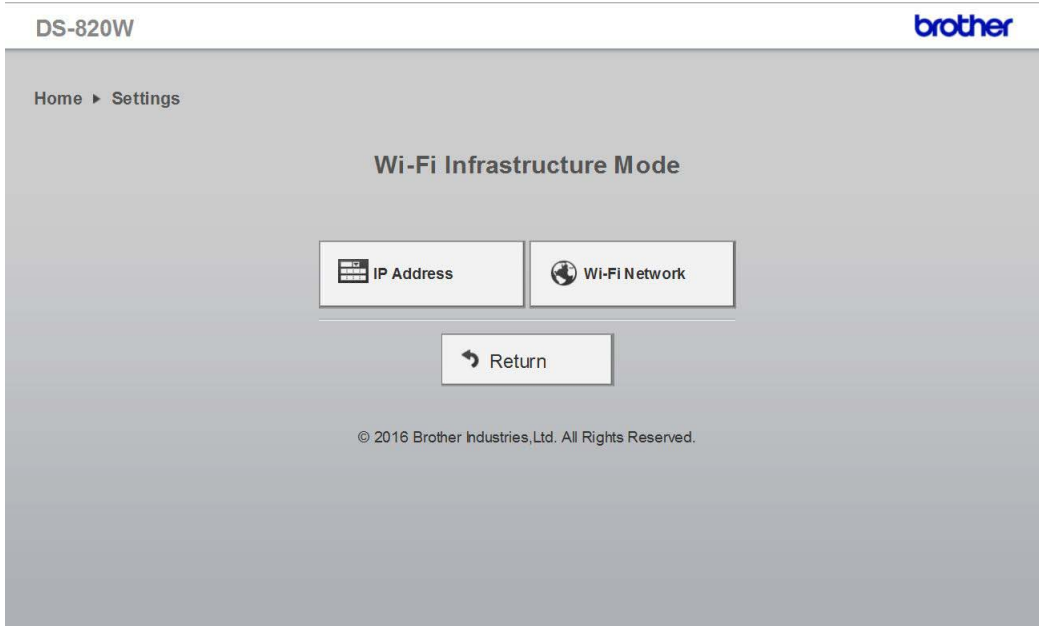 DS-820W
brother
Home ▸ Settings
Wi-Fi Infrastructure Mode
IP Address
Wi-Fi Network
Return
© 2016 Brother Industries,Ltd. All Rights Reserved.